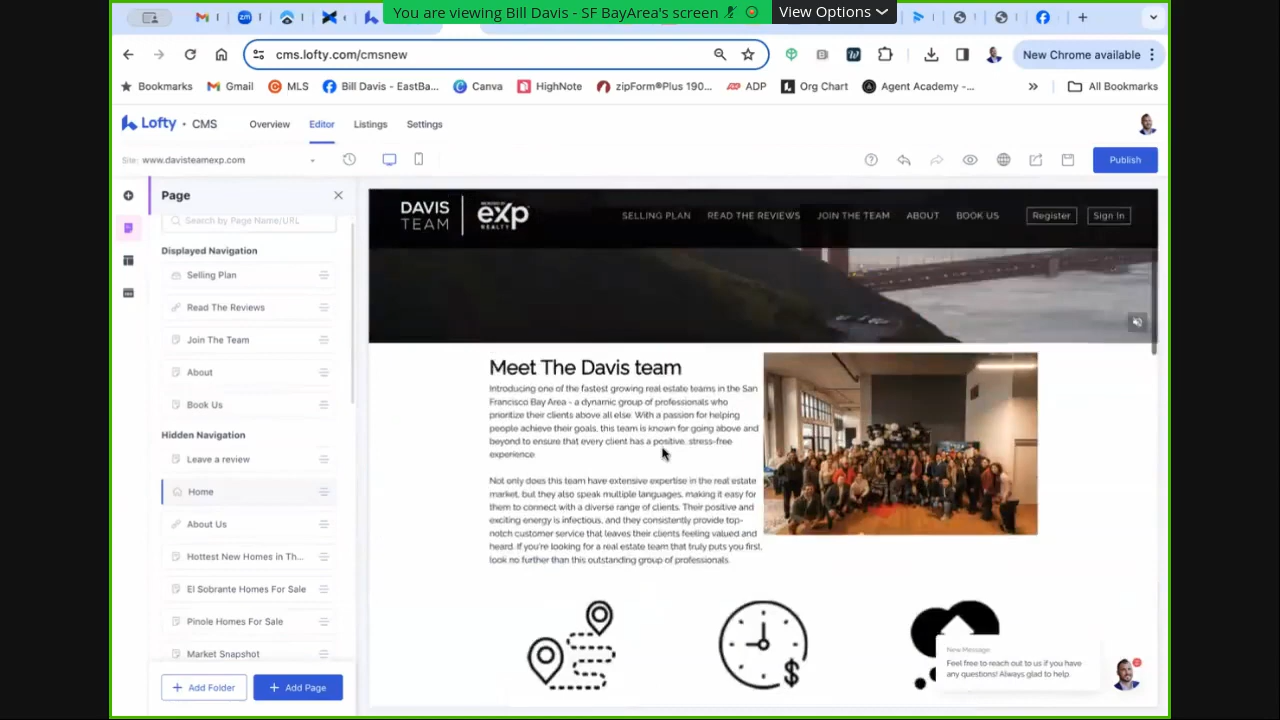 You are viewing Bill Davis - SF BayArea's screen
View Options
cms.lofty.com/cmsnew
New Chrome available
Bookmarks
Gmail
MLS
Bill Davis - EastBa...
Canva
HighNote
zipForm®Plus 190...
ADP
Org Chart
Agent Academy -...
»
All Bookmarks
Lofty • CMS
Overview
Editor
Listings
Settings
Site: www.davisteamexp.com
Publish
Page
Search by Page Name/URL
Displayed Navigation
Selling Plan
Read The Reviews
Join The Team
About
Book Us
Hidden Navigation
Leave a review
Home
About Us
Hottest New Homes in Th...
El Sobrante Homes For Sale
Pinole Homes For Sale
Market Snapshot
+ Add Folder
+ Add Page
DAVIS
TEAM
exp
REALTY
SELLING PLAN
READ THE REVIEWS
JOIN THE TEAM
ABOUT
BOOK US
Register
Sign In
Meet The Davis team
Introducing one of the fastest growing real estate teams in the San
Francisco Bay Area - a dynamic group of professionals who
prioritize their clients above all else. With a passion for helping
people achieve their goals, this team is known for going above and
beyond to ensure that every client has a positive, stress-free
experience.
Not only does this team have extensive expertise in the real estate
market, but they also speak multiple languages, making it easy for
them to connect with a diverse range of clients. Their positive and
exciting energy is infectious, and they consistently provide top-
notch customer service that leaves their clients feeling valued and
heard. If you're looking for a real estate team that truly puts you first,
look no further than this outstanding group of professionals.
$
New Message
Feel free to reach out to us if you have
any questions! Always glad to help